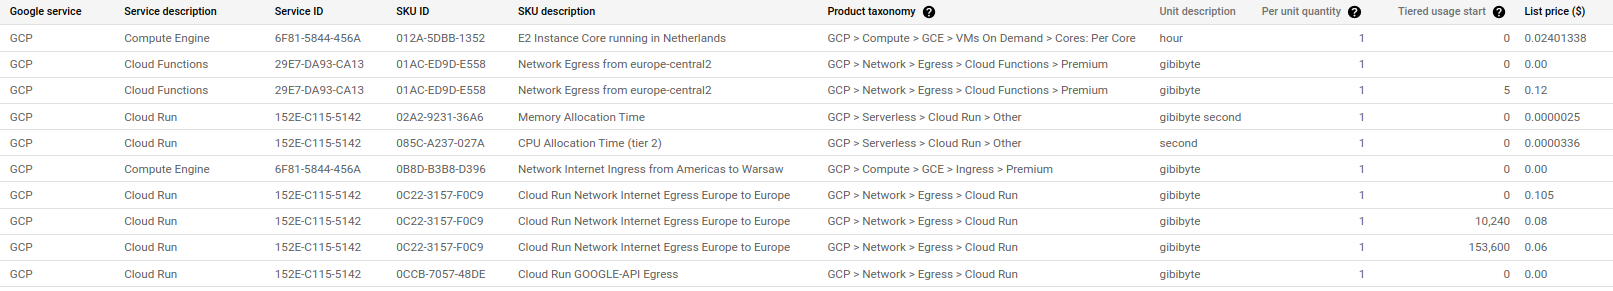 Google service Service description Service ID SKU ID SKU description Product taxonomy ? Unit description Per unit quantity ? Tiered usage start ? List price ($)
GCP Compute Engine 6F81-5844-456A 012A-5DBB-1352 E2 Instance Core running in Netherlands GCP > Compute > GCE > VMs On Demand > Cores: Per Core hour 1 0 0.02401338
GCP Cloud Functions 29E7-DA93-CA13 01AC-ED9D-E558 Network Egress from europe-central2 GCP > Network > Egress > Cloud Functions > Premium gibibyte 1 0 0.00
GCP Cloud Functions 29E7-DA93-CA13 01AC-ED9D-E558 Network Egress from europe-central2 GCP > Network > Egress > Cloud Functions > Premium gibibyte 1 5 0.12
GCP Cloud Run 152E-C115-5142 02A2-9231-36A6 Memory Allocation Time GCP > Serverless > Cloud Run > Other gibibyte second 1 0 0.0000025
GCP Cloud Run 152E-C115-5142 085C-A237-027A CPU Allocation Time (tier 2) GCP > Serverless > Cloud Run > Other second 1 0 0.0000336
GCP Compute Engine 6F81-5844-456A 0B8D-B3B8-D396 Network Internet Ingress from Americas to Warsaw GCP > Compute > GCE > Ingress > Premium gibibyte 1 0 0.00
GCP Cloud Run 152E-C115-5142 0C22-3157-F0C9 Cloud Run Network Internet Egress Europe to Europe GCP > Network > Egress > Cloud Run gibibyte 1 0 0.105
GCP Cloud Run 152E-C115-5142 0C22-3157-F0C9 Cloud Run Network Internet Egress Europe to Europe GCP > Network > Egress > Cloud Run gibibyte 1 10,240 0.08
GCP Cloud Run 152E-C115-5142 0C22-3157-F0C9 Cloud Run Network Internet Egress Europe to Europe GCP > Network > Egress > Cloud Run gibibyte 1 153,600 0.06
GCP Cloud Run 152E-C115-5142 0CCB-7057-48DE Cloud Run GOOGLE-API Egress GCP > Network > Egress > Cloud Run gibibyte 1 0 0.00